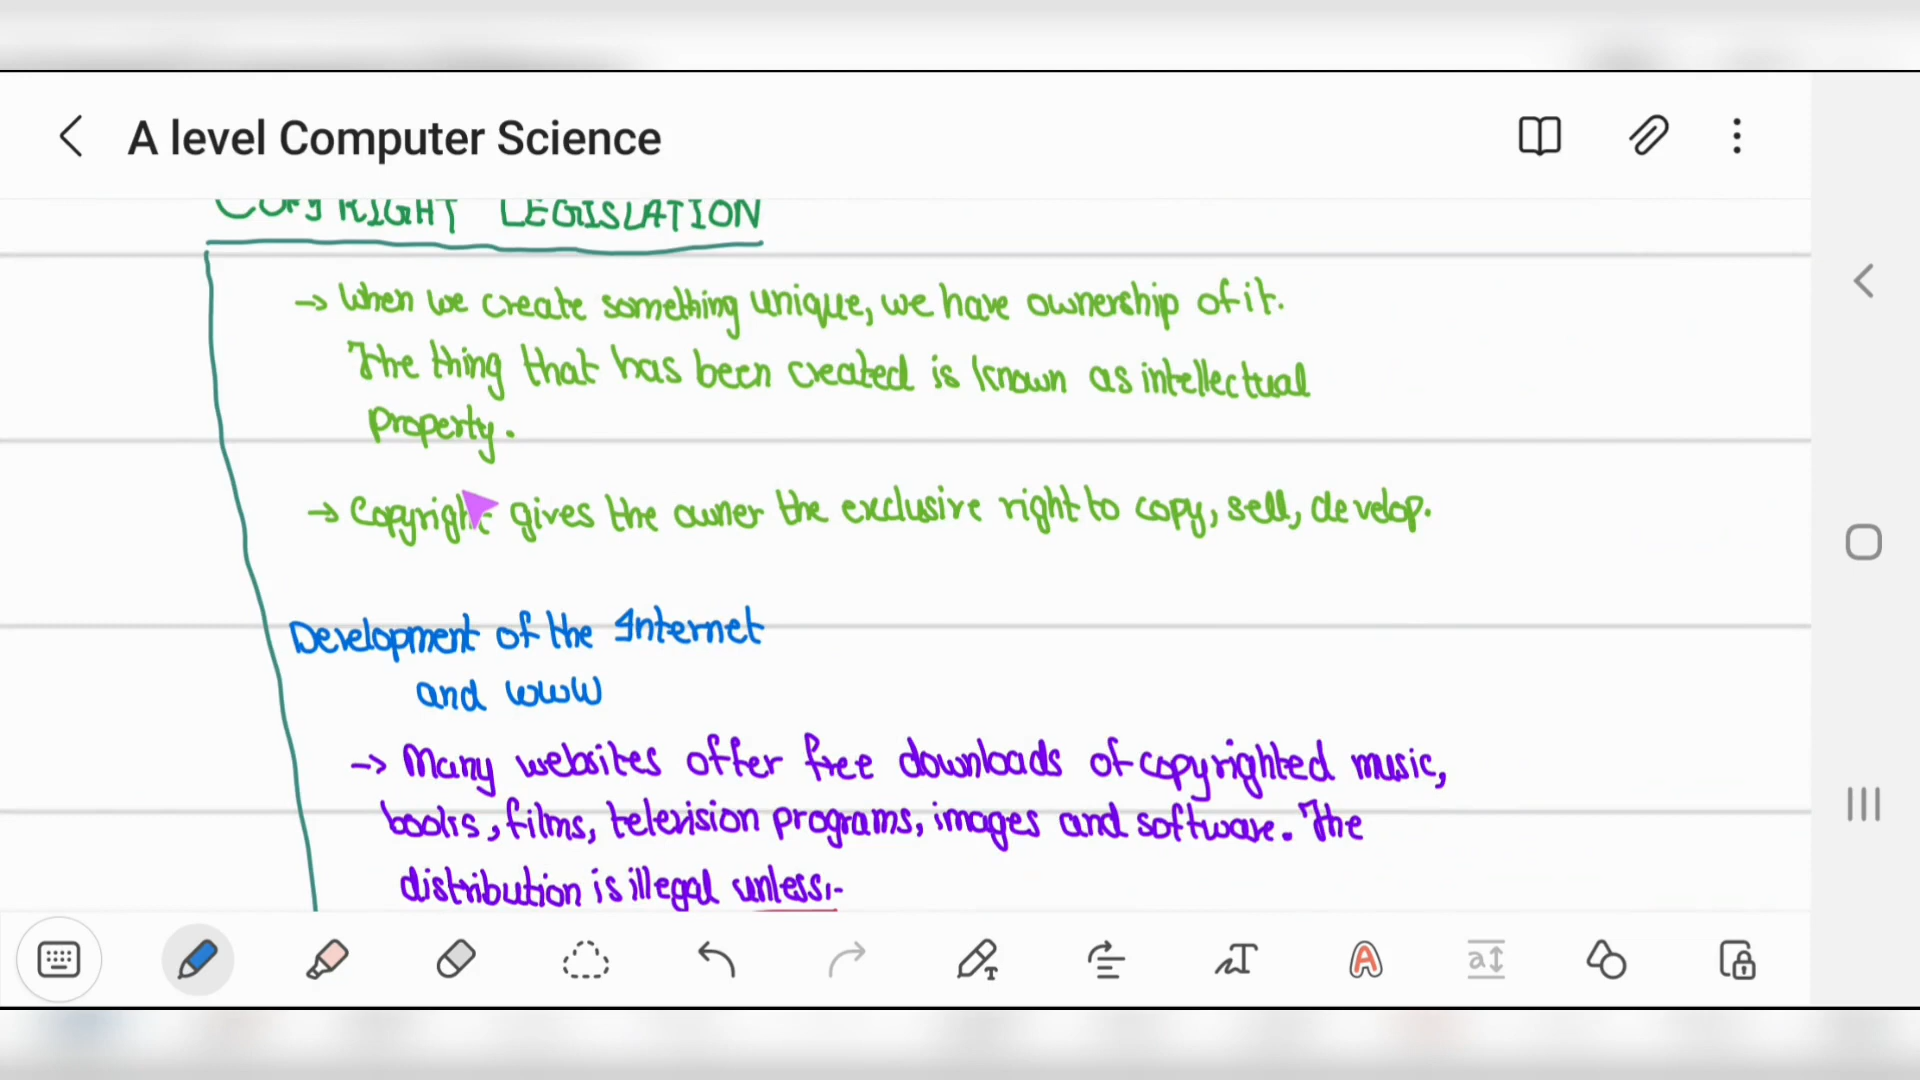 A level Computer Science
COPYRIGHT LEGISLATION
→ When we create something unique, we have ownership of it.
The thing that has been created is known as intellectual
property.
→ Copyright gives the owner the exclusive right to copy, sell, develop.
Development of the Internet
and WWW
→ Many websites offer free downloads of copyrighted music,
books, films, television programs, images and software. The
distribution is illegal unless:-